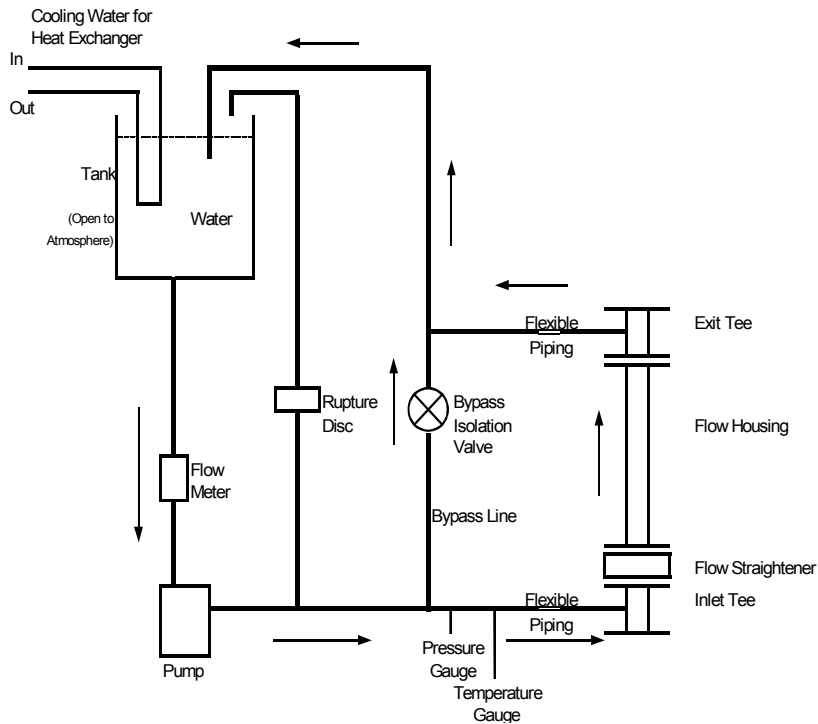 Cooling Water for
Heat Exchanger
In
Out
Tank
(Open to
Atmosphere)
Water
Flexible
Piping
Exit Tee
Rupture
Disc
Bypass
Isolation
Valve
Flow Housing
Flow
Meter
Bypass Line
Flow Straightener
Flexible
Piping
Inlet Tee
Pump
Pressure
Gauge
Temperature
Gauge